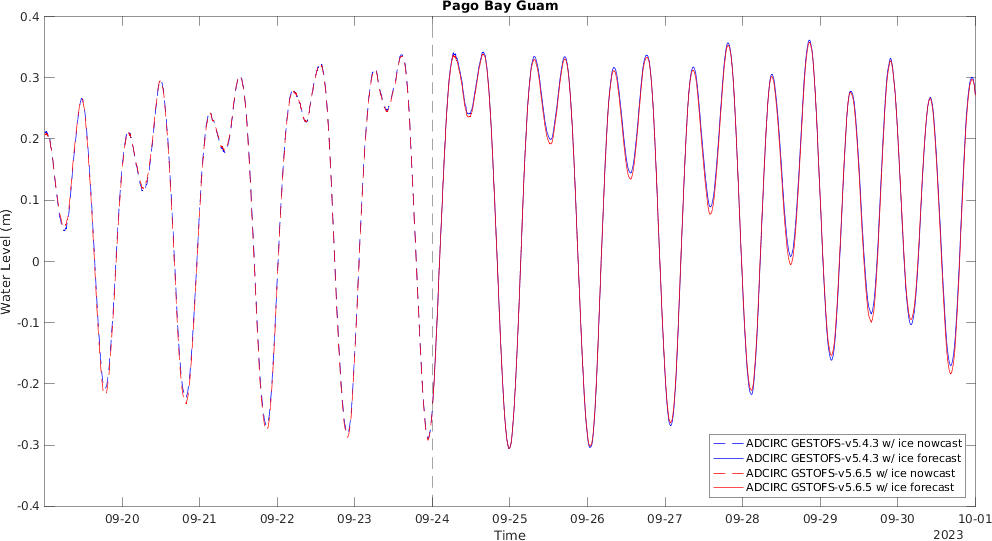 Pago Bay Guam
0.4
0.3
0.2
0.1
0
-0.1
-0.2
-0.3
-0.4
Water Level (m)
ADCIRC GESTOFS-v5.4.3 w/ ice nowcast
ADCIRC GESTOFS-v5.4.3 w/ ice forecast
ADCIRC GSTOFS-v5.6.5 w/ ice nowcast
ADCIRC GSTOFS-v5.6.5 w/ ice forecast
09-20 09-21 09-22 09-23 09-24 09-25 09-26 09-27 09-28 09-29 09-30 10-01
Time
2023